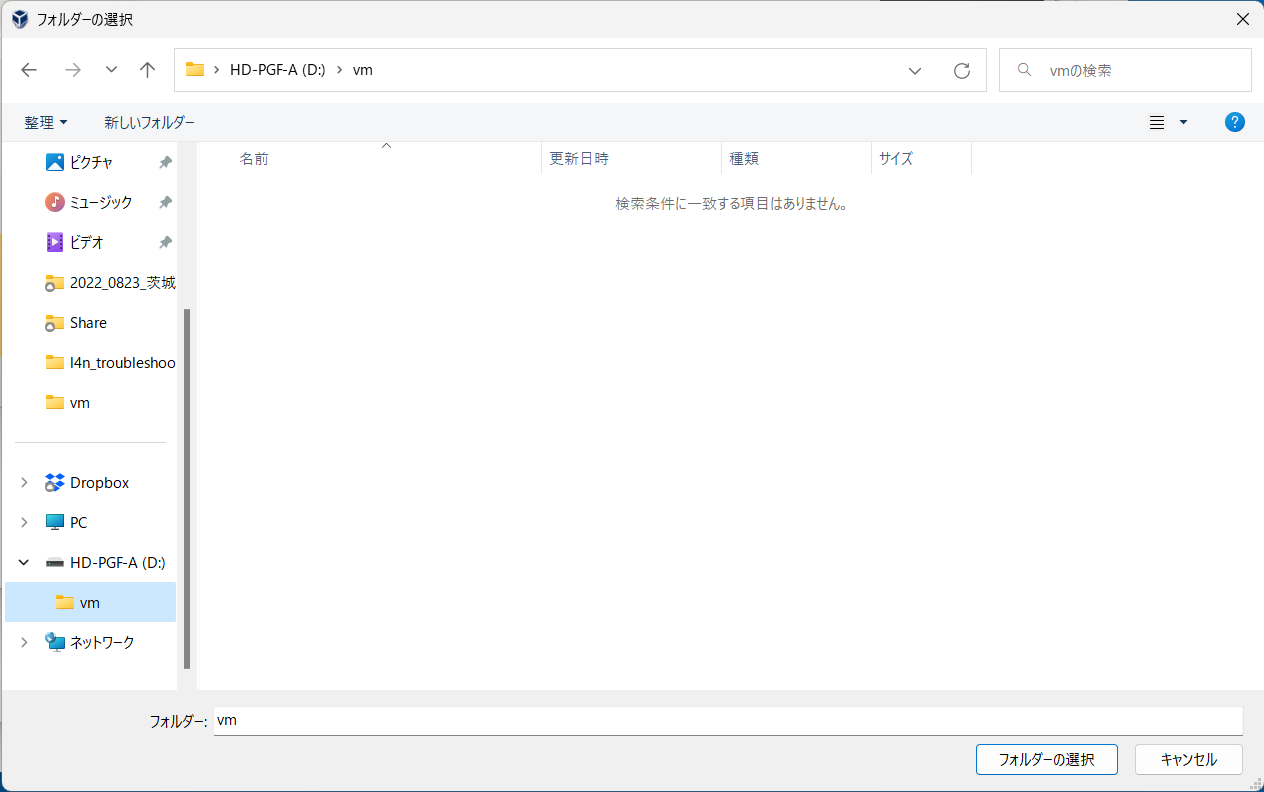 フォルダーの選択
HD-PGF-A (D:) vm
vmの検索
整理 新しいフォルダー
名前 更新日時 種類 サイズ
検索条件に一致する項目はありません。
ピクチャ
ミュージック
ビデオ
2022_0823_茨城
Share
l4n_troubleshoo
vm
Dropbox
PC
HD-PGF-A (D:)
vm
ネットワーク
フォルダー: vm
フォルダーの選択 キャンセル